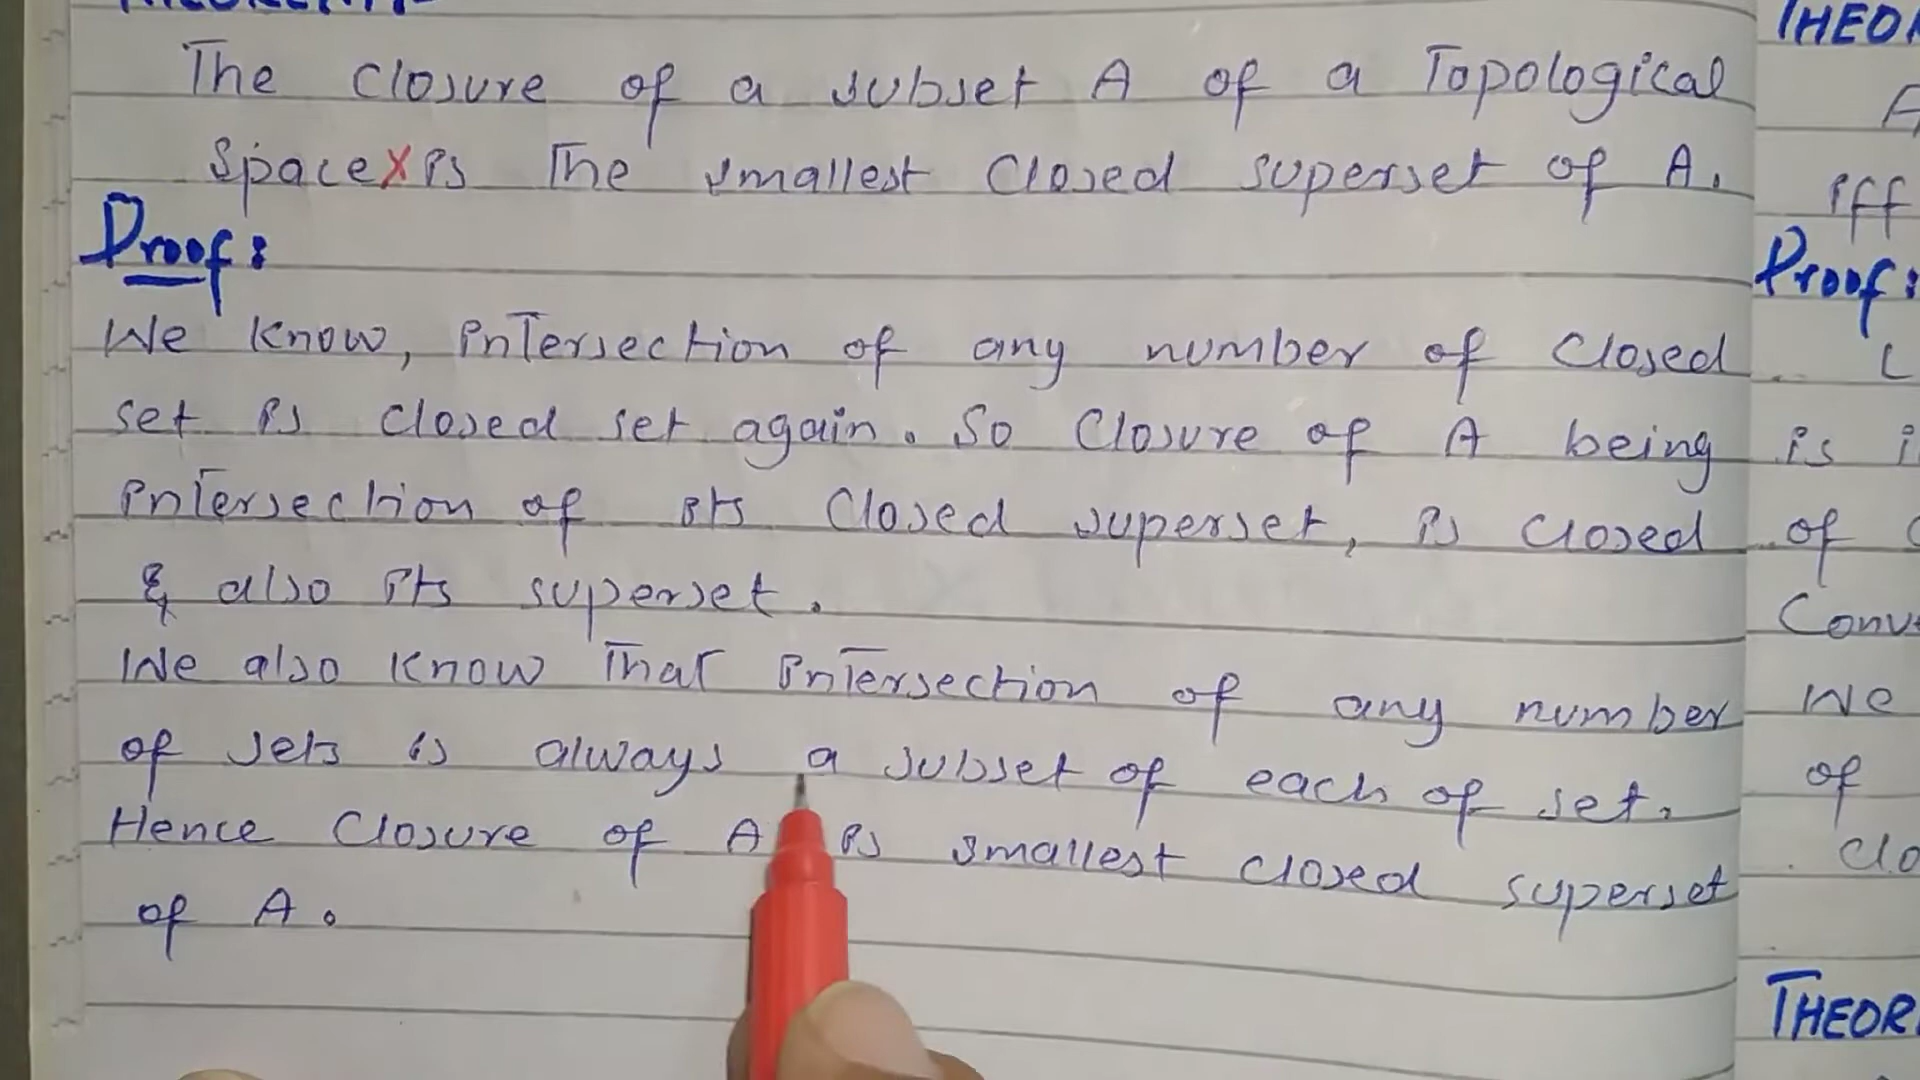 The closure of a subset A of a Topological
space X is The smallest closed superset of A.
Proof:
We know, intersection of any number of closed
set is closed set again. So closure of A being
intersection of its closed superset, is closed
& also its superset.
We also know That intersection of any number
of sets is always a subset of each of set.
Hence closure of A is smallest closed superset
of A.
iff
Proof:
is
of
We
of